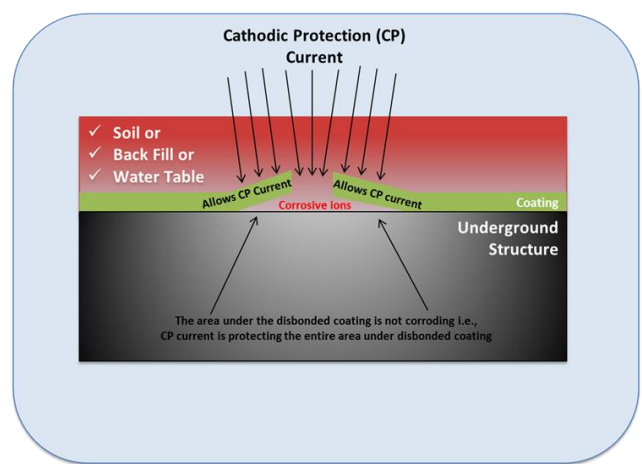 Cathodic Protection (CP)
Current
✓ Soil or
✓ Back Fill or
✓ Water Table
Allows CP Current
Allows CP current
Corrosive ions
Coating
Underground
Structure
The area under the disbonded coating is not corroding i.e.,
CP current is protecting the entire area under disbonded coating